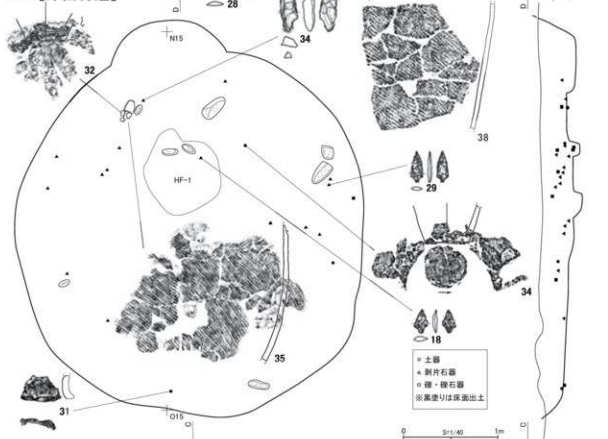 D
28
D
N15
34
32
38
29
HF-1
34
18
35
□ 土器
▲ 剥片石器
■ 礫・礫石器
※黒塗りは床面出土
31
O15
C
0 S=1/40 1m
C